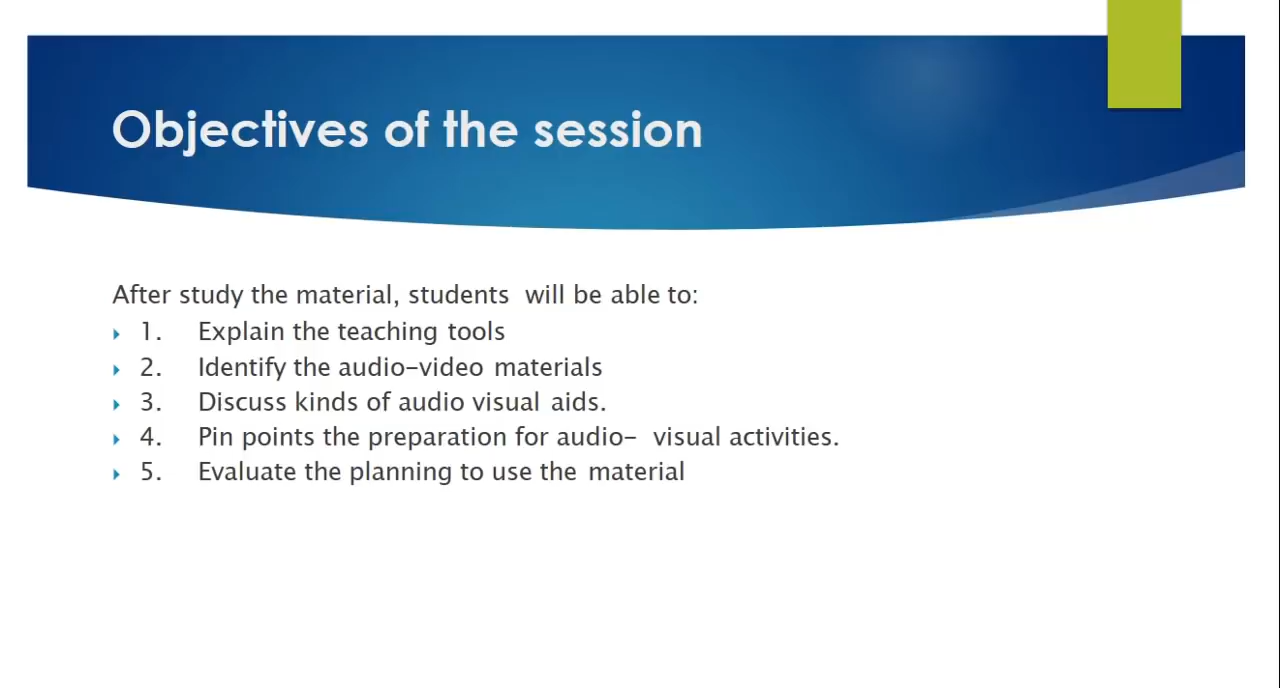 Objectives of the session
After study the material, students will be able to:
1. Explain the teaching tools
2. Identify the audio-video materials
3. Discuss kinds of audio visual aids.
4. Pin points the preparation for audio- visual activities.
5. Evaluate the planning to use the material